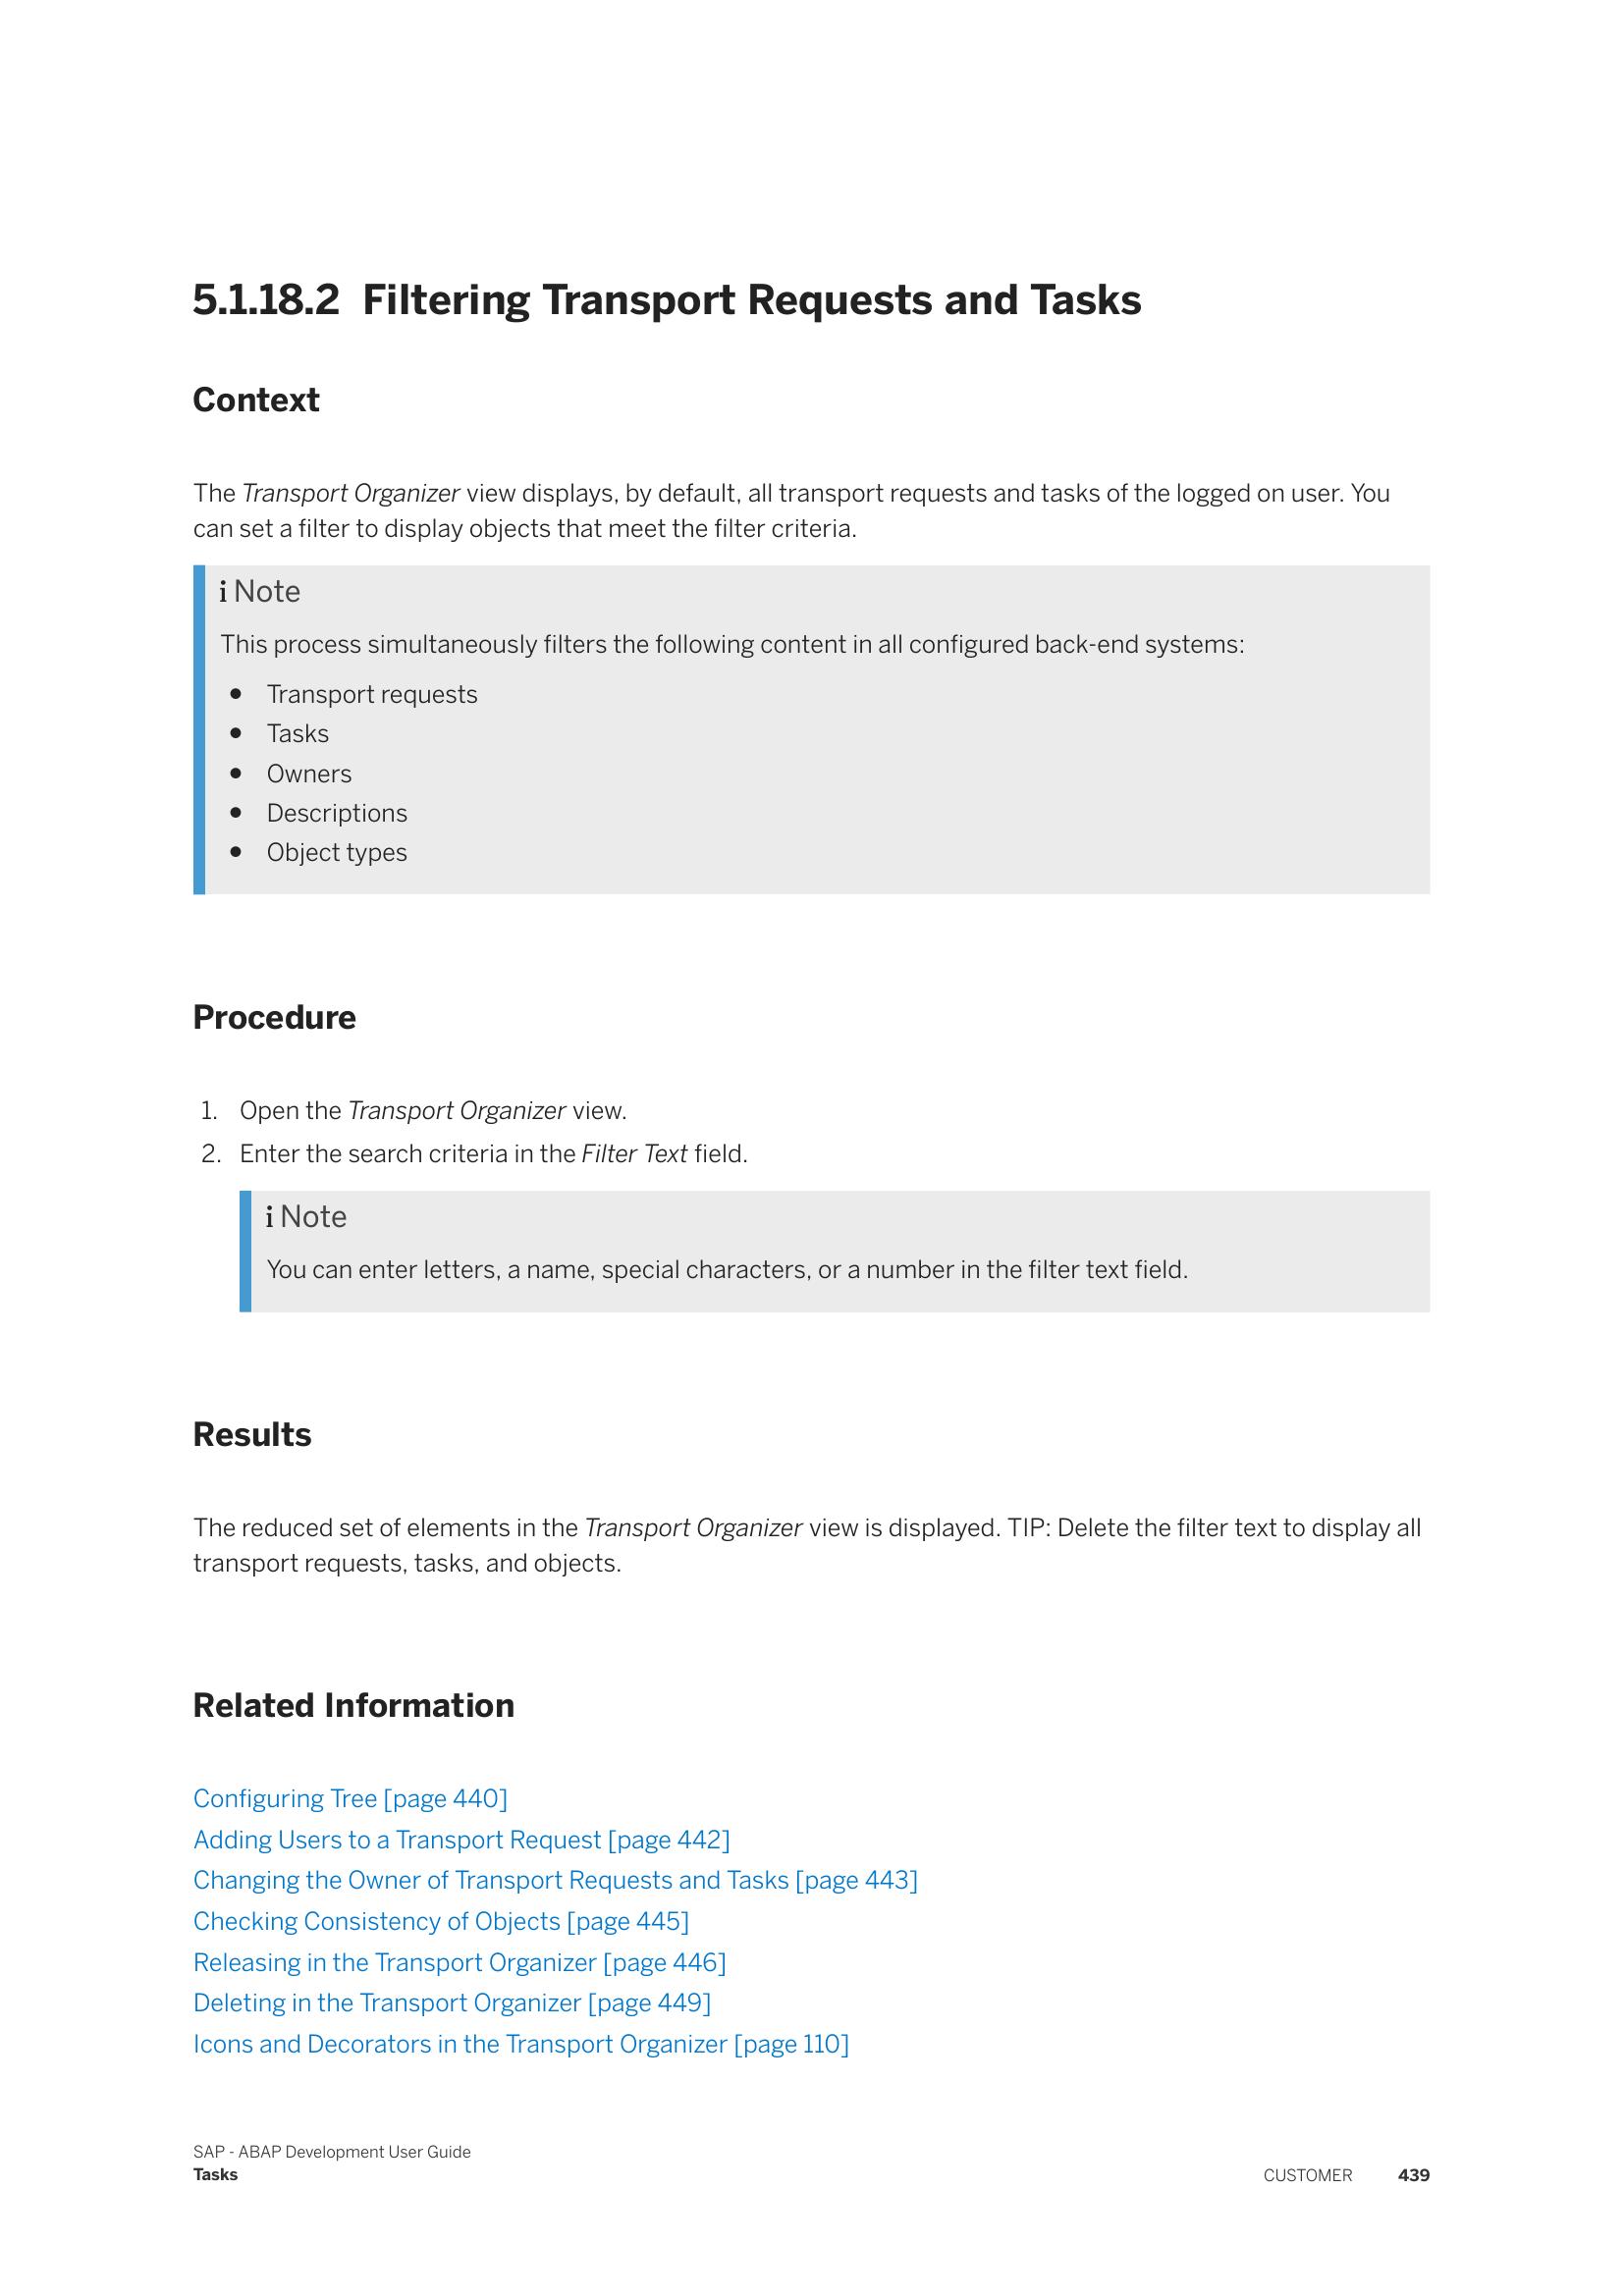 5.1.18.2 Filtering Transport Requests and Tasks
Context
The Transport Organizer view displays, by default, all transport requests and tasks of the logged on user. You
can set a filter to display objects that meet the filter criteria.
i Note
This process simultaneously filters the following content in all configured back-end systems:
● Transport requests
● Tasks
● Owners
● Descriptions
● Object types
Procedure
1. Open the Transport Organizer view.
2. Enter the search criteria in the Filter Text field.
i Note
You can enter letters, a name, special characters, or a number in the filter text field.
Results
The reduced set of elements in the Transport Organizer view is displayed. TIP: Delete the filter text to display all
transport requests, tasks, and objects.
Related Information
Configuring Tree [page 440]
Adding Users to a Transport Request [page 442]
Changing the Owner of Transport Requests and Tasks [page 443]
Checking Consistency of Objects [page 445]
Releasing in the Transport Organizer [page 446]
Deleting in the Transport Organizer [page 449]
Icons and Decorators in the Transport Organizer [page 110]
SAP - ABAP Development User Guide
Tasks
CUSTOMER 439